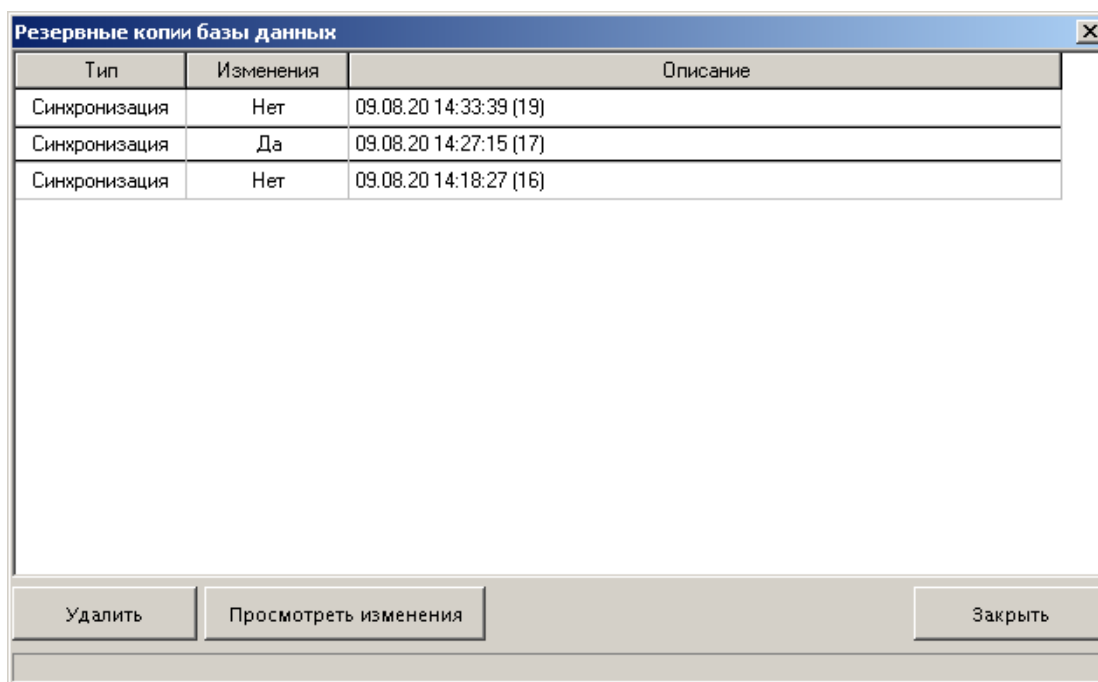 Резервные копии базы данных
Тип Изменения Описание
Синхронизация Нет 09.08.20 14:33:39 (19)
Синхронизация Да 09.08.20 14:27:15 (17)
Синхронизация Нет 09.08.20 14:18:27 (16)
Удалить Просмотреть изменения Закрыть